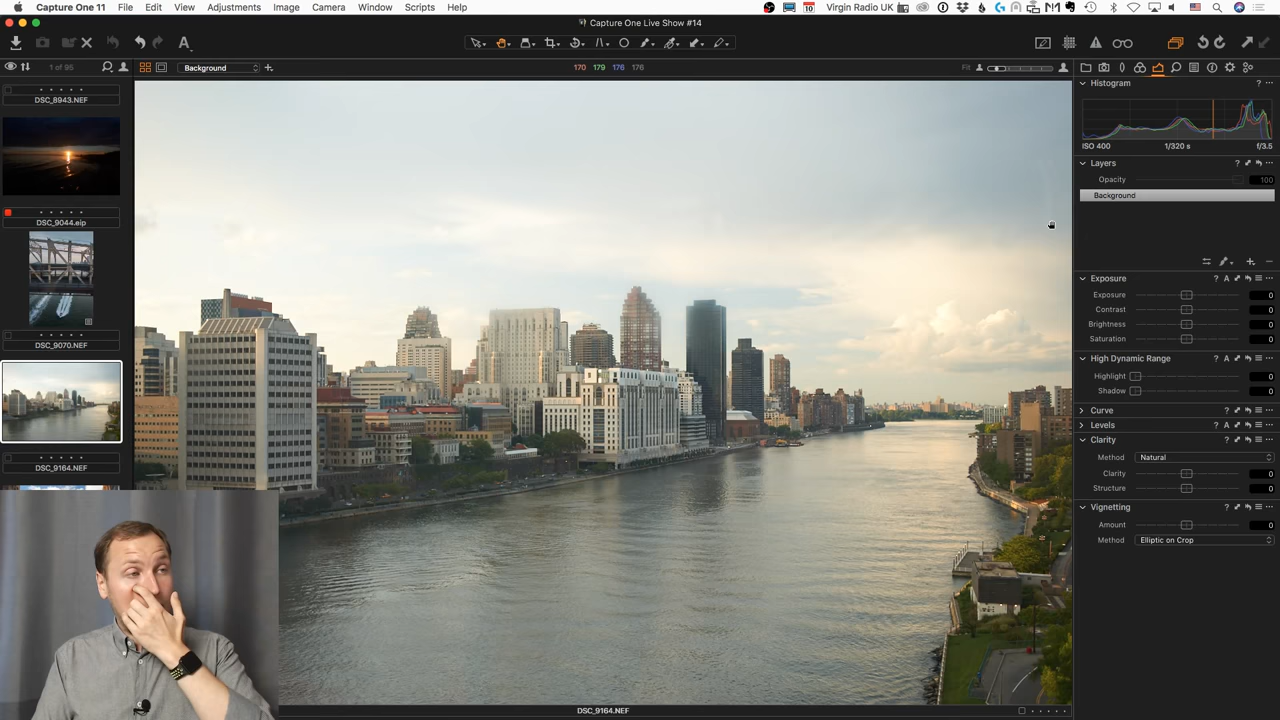 Capture One 11 File Edit View Adjustments Image Camera Window Scripts Help Virgin Radio UK
Capture One Live Show #14
1 of 95 Background 170 179 176 176 Fit
DSC_8943.NEF
DSC_9044.eip
DSC_9070.NEF
DSC_9164.NEF
DSC_9164.NEF
Histogram
ISO 400 1/320 s f/3.5
Layers
Opacity 100
Background
Exposure
Exposure 0
Contrast 0
Brightness 0
Saturation 0
High Dynamic Range
Highlight 0
Shadow 0
Curve
Levels
Clarity
Method Natural
Clarity 0
Structure 0
Vignetting
Amount 0
Method Elliptic on Crop